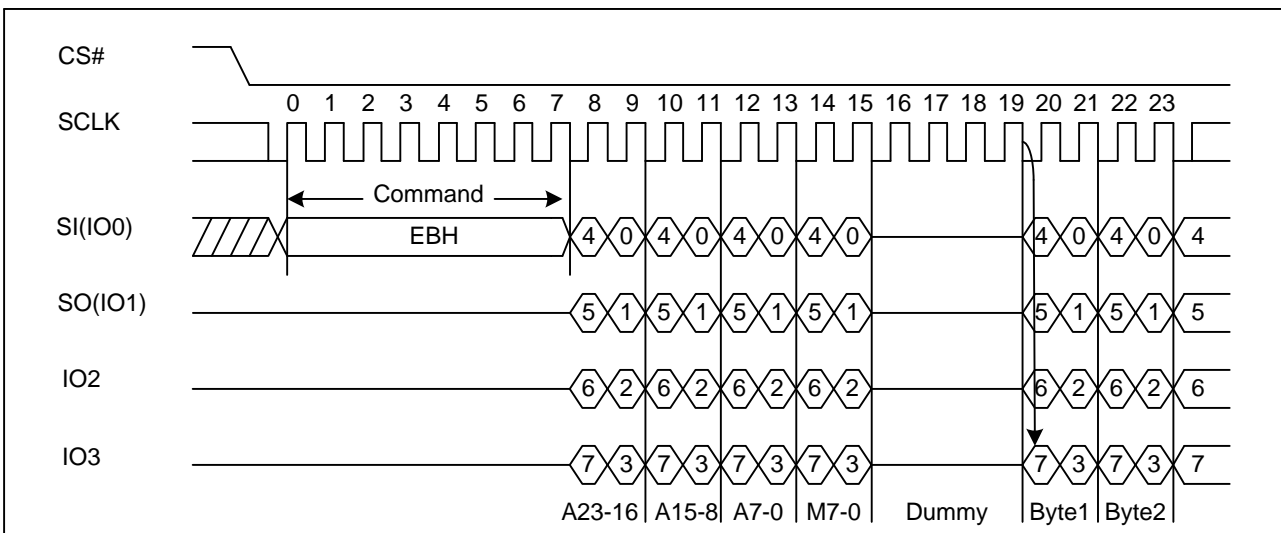 CS#
0 1 2 3 4 5 6 7 8 9 10 11 12 13 14 15 16 17 18 19 20 21 22 23
SCLK
Command
SI(IO0)
EBH 4 0 4 0 4 0 4 0 4 0 4 0 4
SO(IO1) 5 1 5 1 5 1 5 1 5 1 5 1 5
IO2 6 2 6 2 6 2 6 2 6 2 6 2 6
IO3 7 3 7 3 7 3 7 3 7 3 7 3 7
A23-16 A15-8 A7-0 M7-0 Dummy Byte1 Byte2